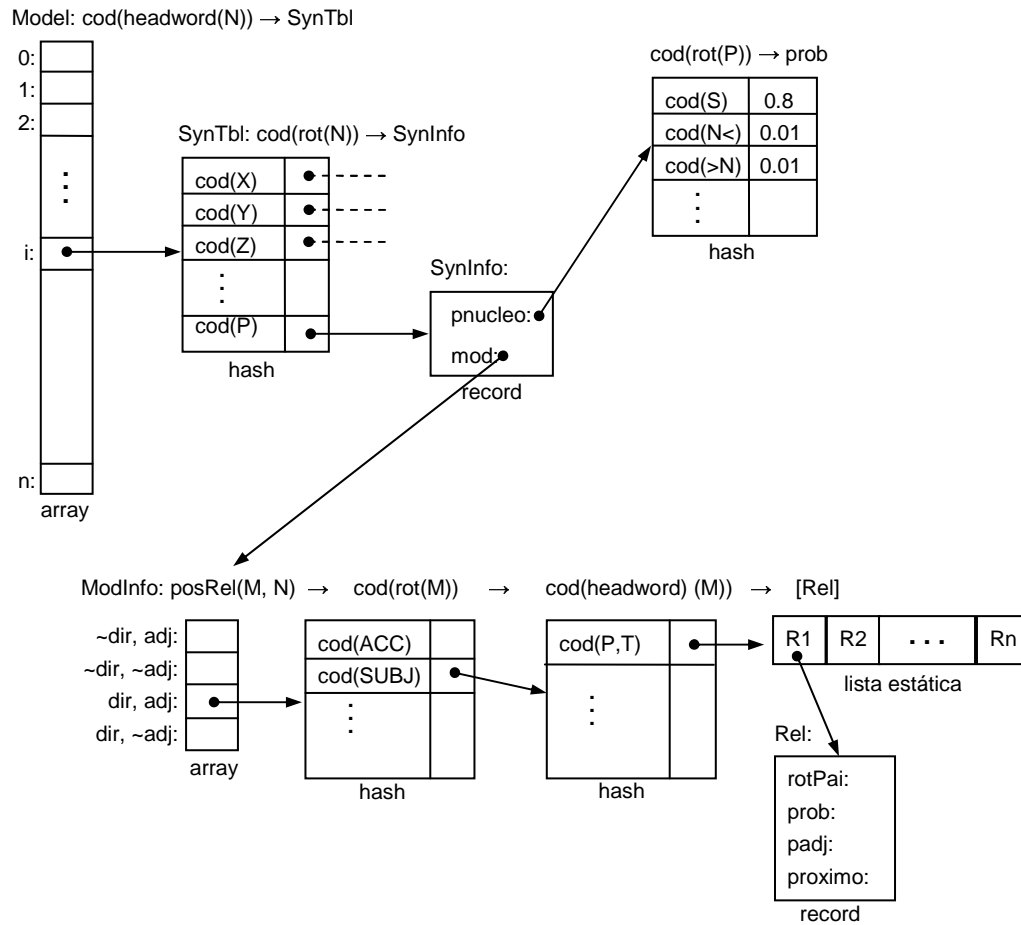 Model: cod(headword(N)) → SynTbl
0:
1:
2:
i:
n:
array
SynTbl: cod(rot(N)) → SynInfo
cod(X)
cod(Y)
cod(Z)
cod(P)
hash
SynInfo:
pnucleo:
mod:
record
cod(rot(P)) → prob
cod(S) 0.8
cod(N<) 0.01
cod(>N) 0.01
hash
ModInfo: posRel(M, N) → cod(rot(M)) → cod(headword) (M)) → [Rel]
~dir, adj:
~dir, ~adj:
dir, adj:
dir, ~adj:
array
cod(ACC)
cod(SUBJ)
hash
cod(P,T)
hash
R1 R2 ... Rn
lista estática
Rel:
rotPai:
prob:
padj:
proximo:
record